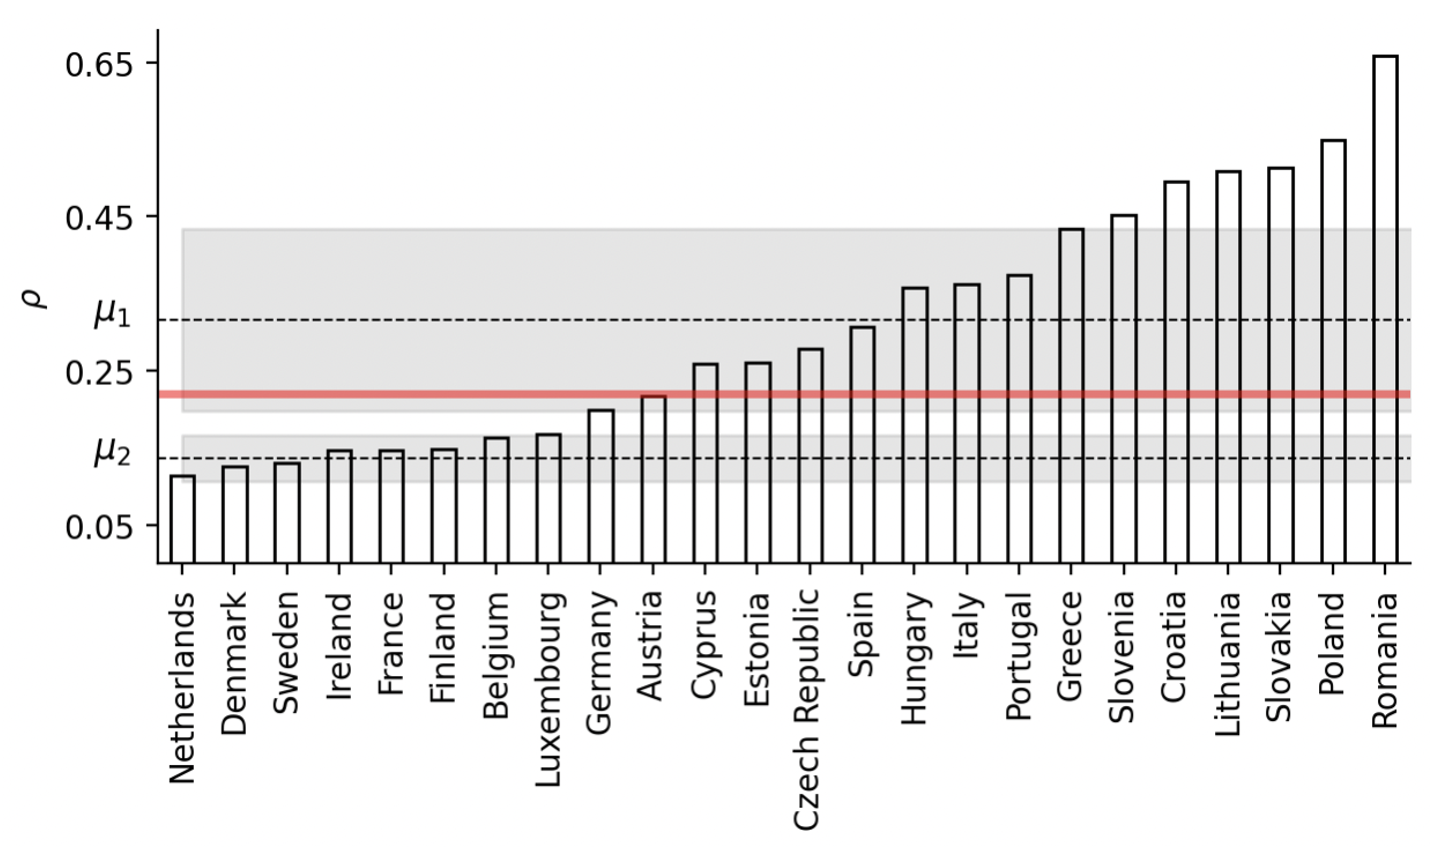 0.65
0.45
ρ
μ1
0.25
μ2
0.05
Netherlands
Denmark
Sweden
Ireland
France
Finland
Belgium
Luxembourg
Germany
Austria
Cyprus
Estonia
Czech Republic
Spain
Hungary
Italy
Portugal
Greece
Slovenia
Croatia
Lithuania
Slovakia
Poland
Romania